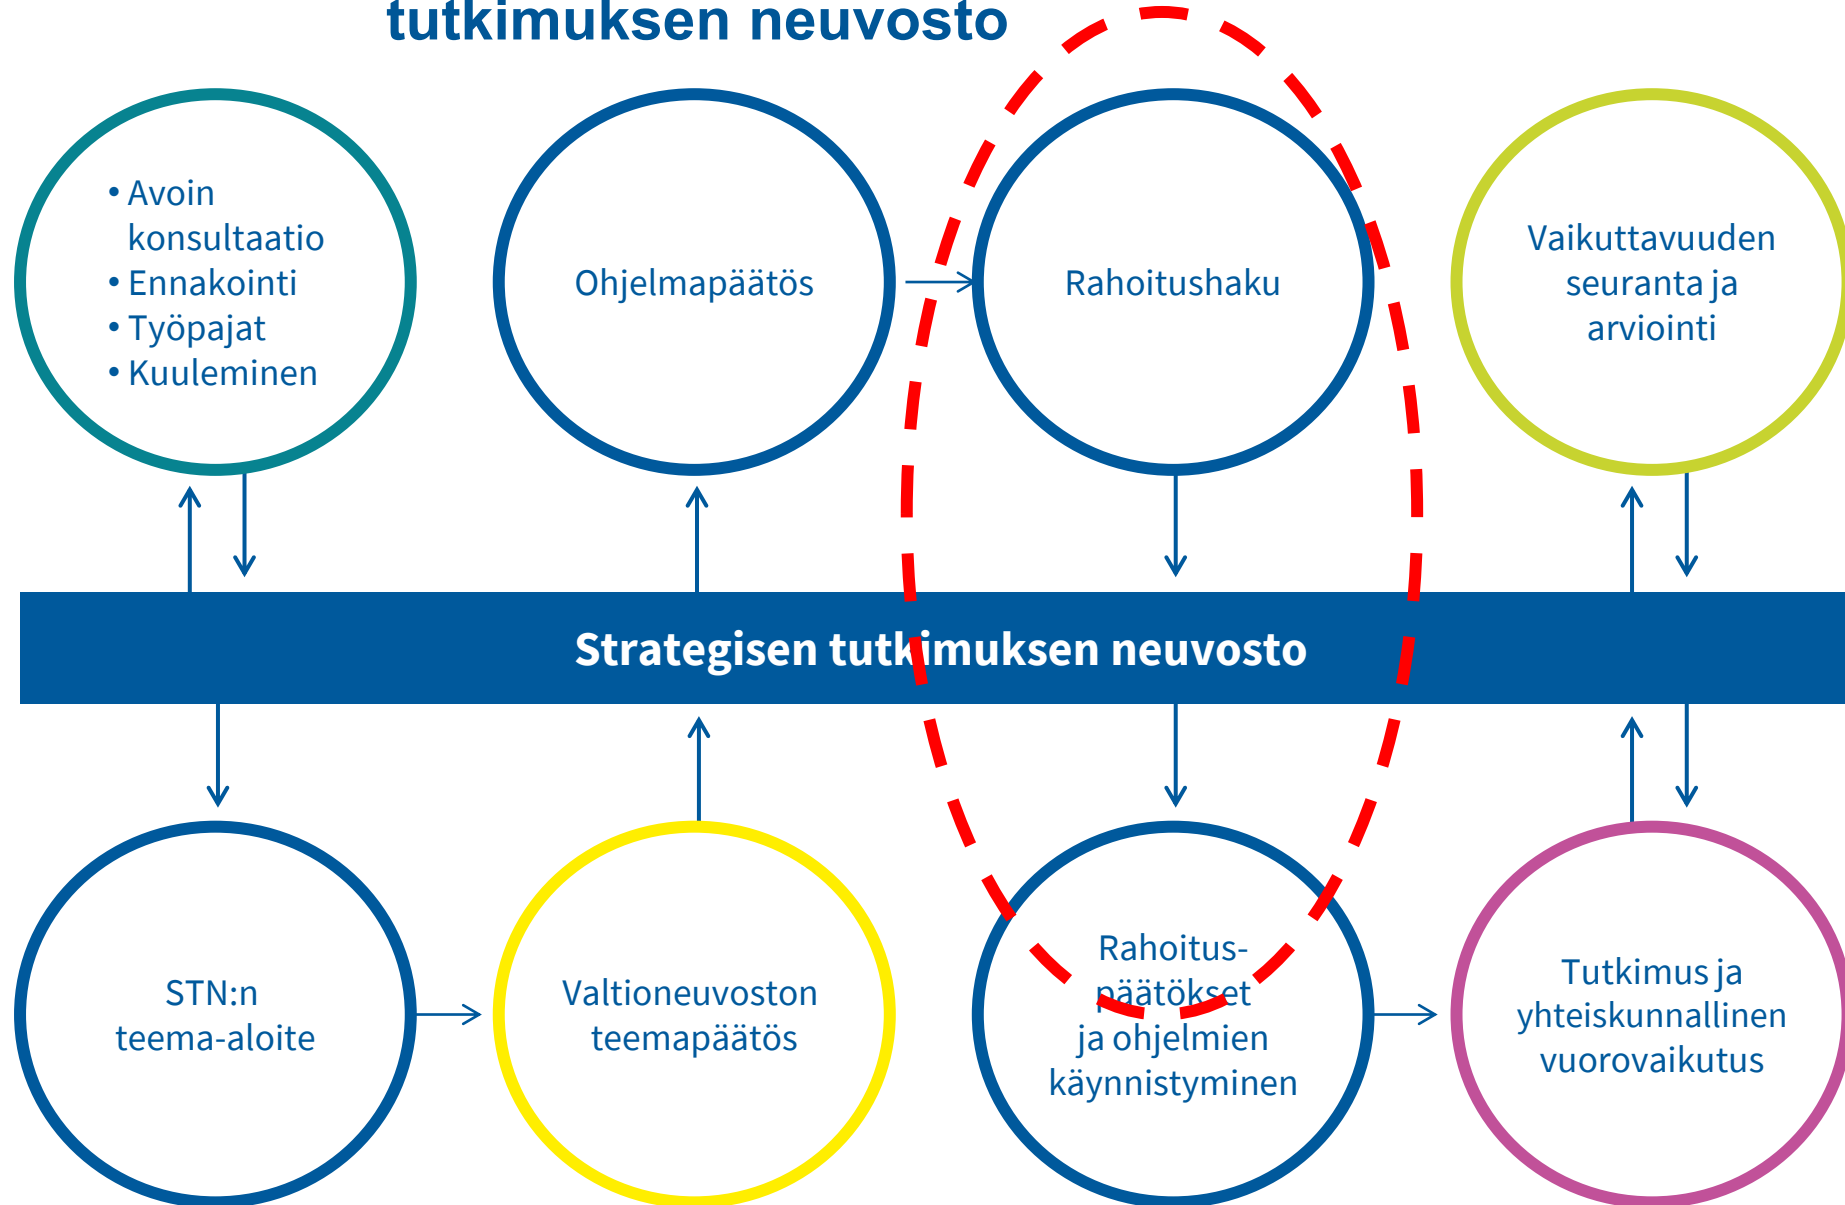 tutkimuksen neuvosto
• Avoin
konsultaatio
• Ennakointi
• Työpajat
• Kuuleminen
Ohjelmapäätös
Rahoitushaku
Vaikuttavuuden
seuranta ja
arviointi
Strategisen tutkimuksen neuvosto
STN:n
teema-aloite
Valtioneuvoston
teemapäätös
Rahoitus-
päätökset
ja ohjelmien
käynnistyminen
Tutkimus ja
yhteiskunnallinen
vuorovaikutus